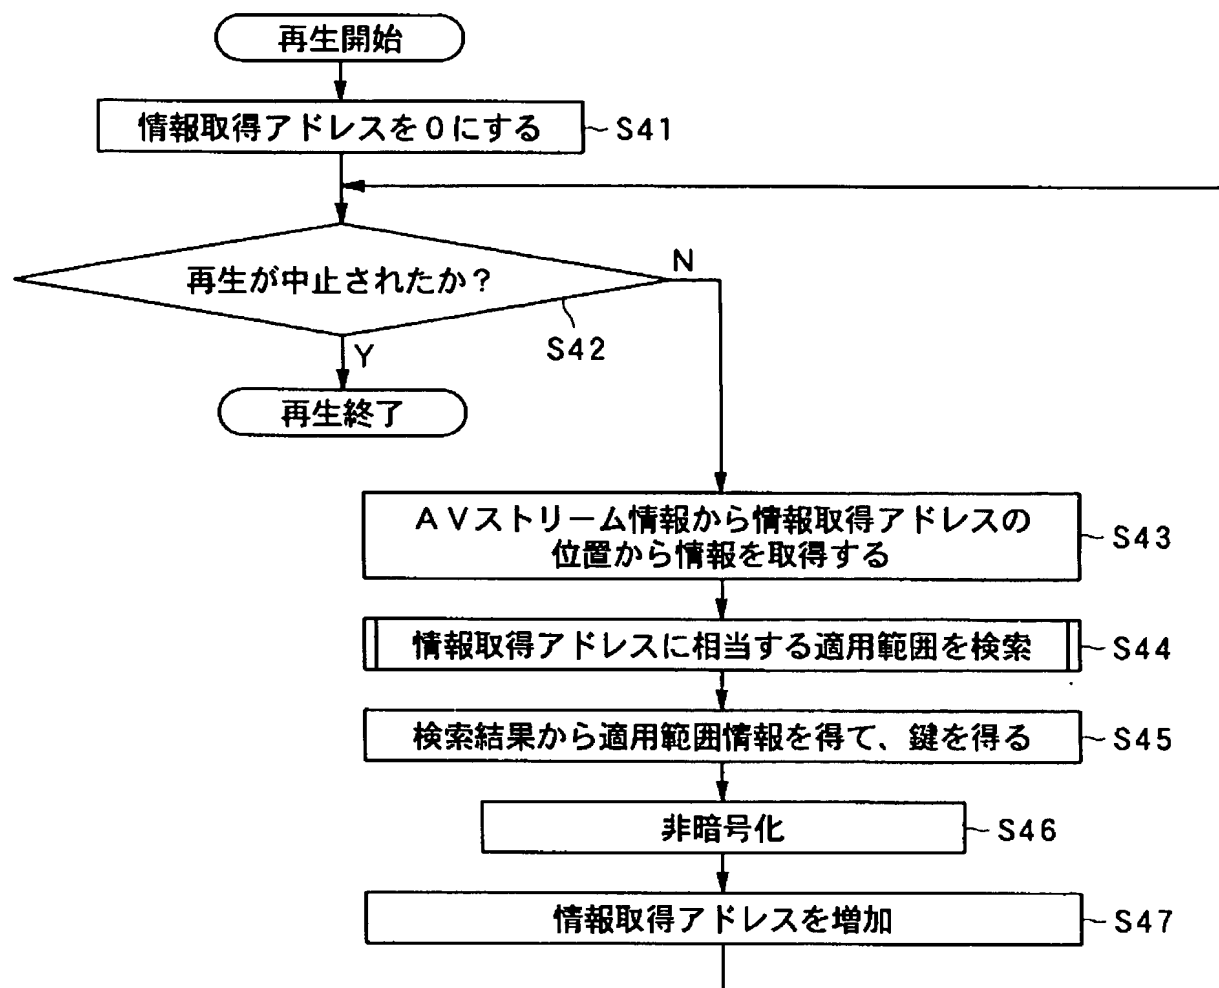 再生開始
情報取得アドレスを0にする
S41
再生が中止されたか?
N
S42
Y
再生終了
AVストリーム情報から情報取得アドレスの
位置から情報を取得する
S43
情報取得アドレスに相当する適用範囲を検索
S44
検索結果から適用範囲情報を得て、鍵を得る
S45
非暗号化
S46
情報取得アドレスを増加
S47